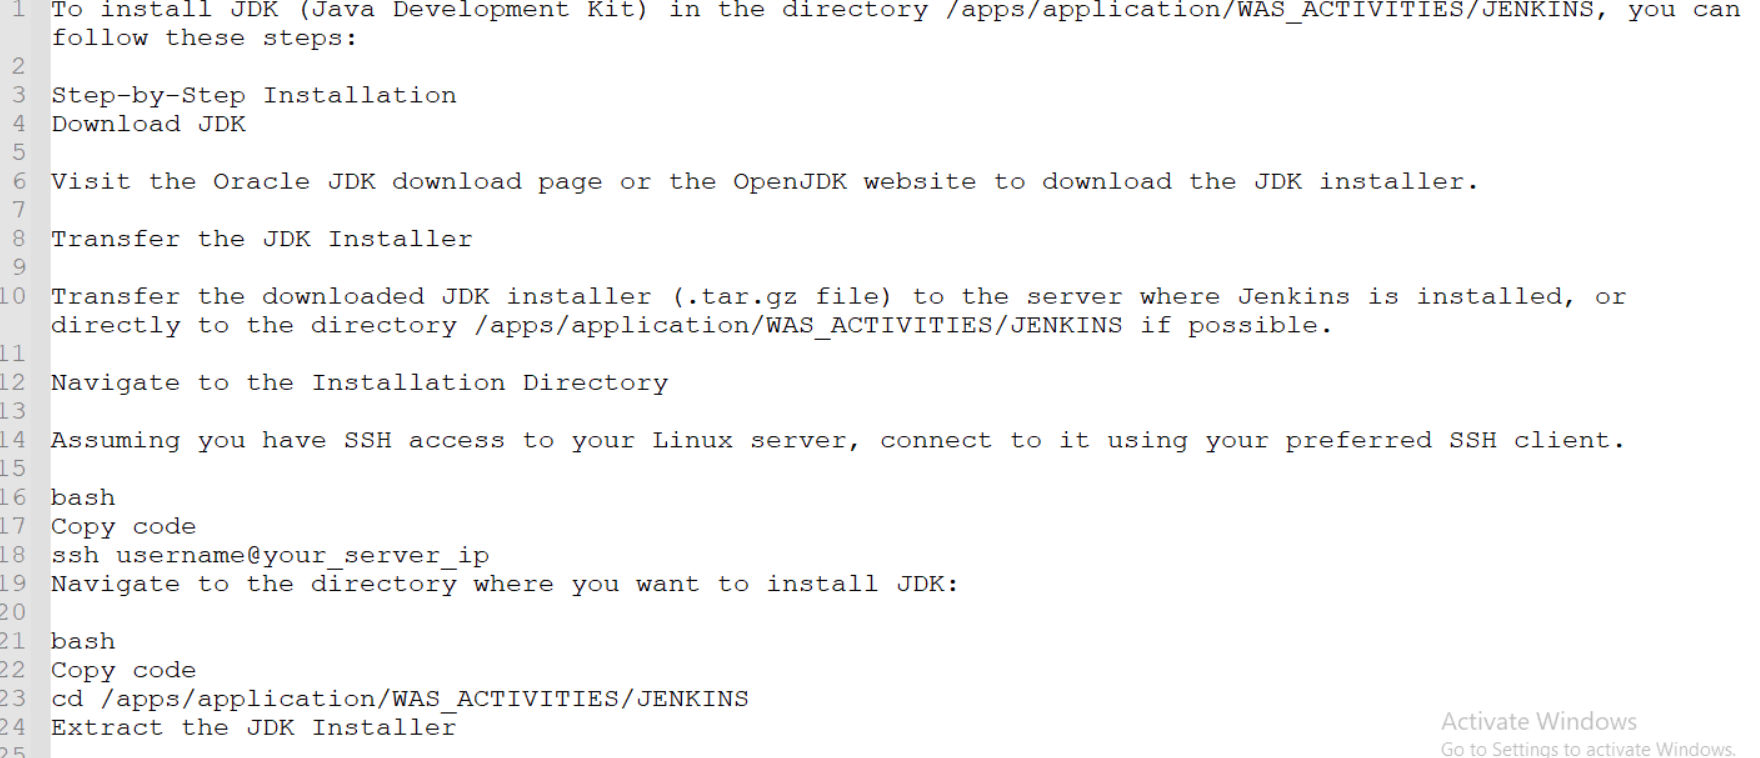 1 To install JDK (Java Development Kit) in the directory /apps/application/WAS_ACTIVITIES/JENKINS, you can
follow these steps:
2
3 Step-by-Step Installation
4 Download JDK
5
6 Visit the Oracle JDK download page or the OpenJDK website to download the JDK installer.
7
8 Transfer the JDK Installer
9
10 Transfer the downloaded JDK installer (.tar.gz file) to the server where Jenkins is installed, or
directly to the directory /apps/application/WAS_ACTIVITIES/JENKINS if possible.
11
12 Navigate to the Installation Directory
13
14 Assuming you have SSH access to your Linux server, connect to it using your preferred SSH client.
15
16 bash
17 Copy code
18 ssh username@your_server_ip
19 Navigate to the directory where you want to install JDK:
20
21 bash
22 Copy code
23 cd /apps/application/WAS_ACTIVITIES/JENKINS
24 Extract the JDK Installer
25
Activate Windows
Go to Settings to activate Windows.